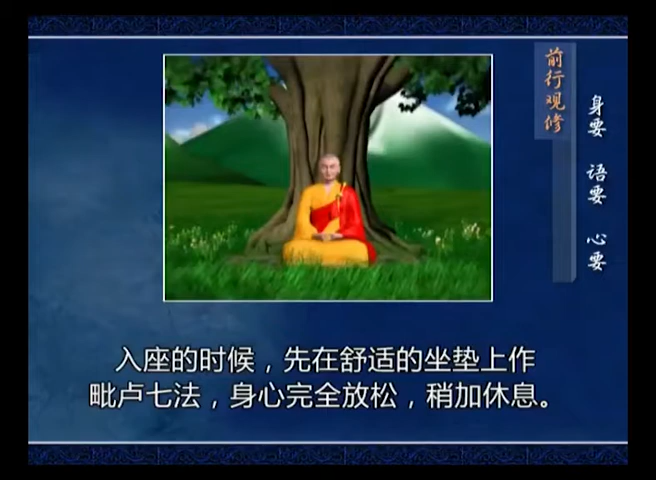 前行观修
身要 语要 心要
入座的时候，先在舒适的坐垫上作
毗卢七法，身心完全放松，稍加休息。